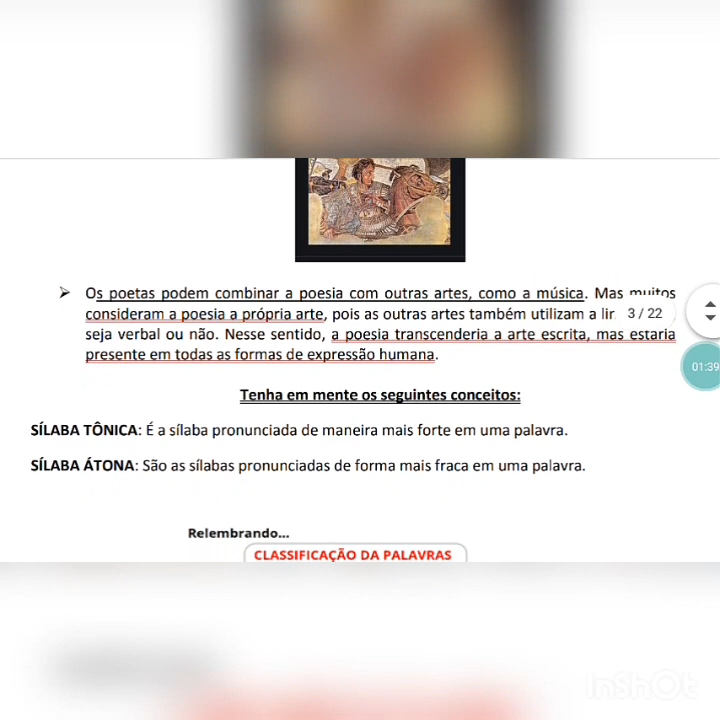 ➢ Os poetas podem combinar a poesia com outras artes, como a música. Mas muitos
consideram a poesia a própria arte, pois as outras artes também utilizam a lir
seja verbal ou não. Nesse sentido, a poesia transcenderia a arte escrita, mas estaria
presente em todas as formas de expressão humana.
3 / 22
01:39
Tenha em mente os seguintes conceitos:
SÍLABA TÔNICA: É a sílaba pronunciada de maneira mais forte em uma palavra.
SÍLABA ÁTONA: São as sílabas pronunciadas de forma mais fraca em uma palavra.
Relembrando...
CLASSIFICAÇÃO DA PALAVRAS
InShOt